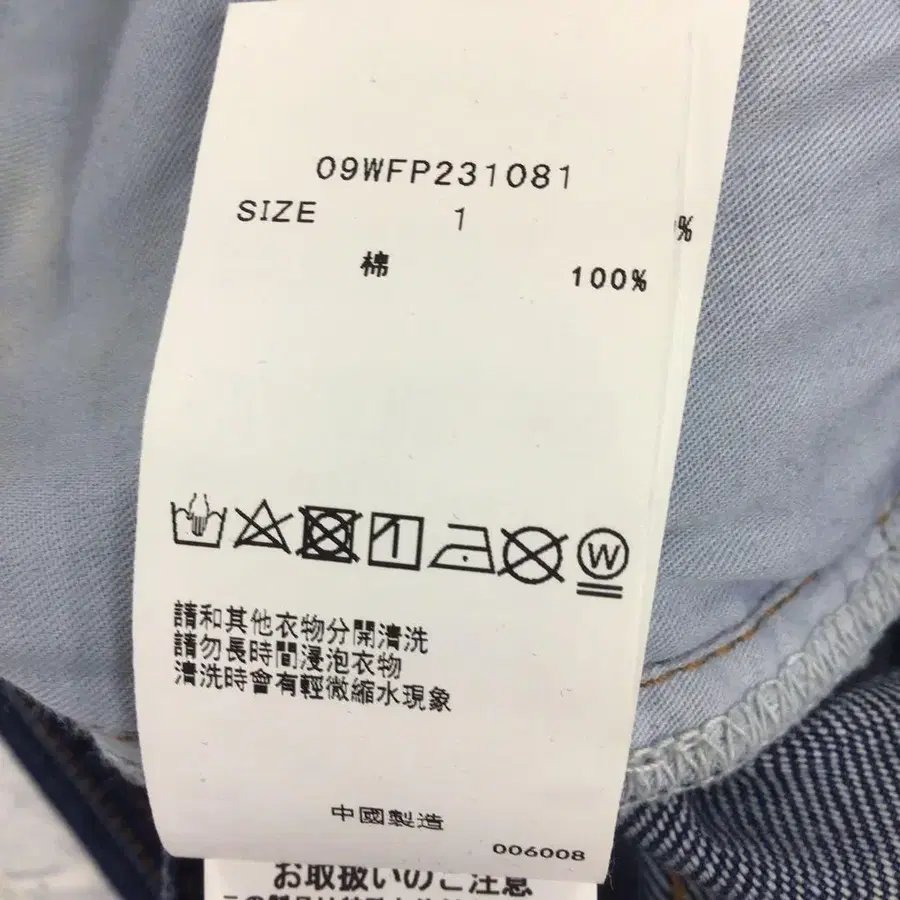 09WFP231081
SIZE 1
%
棉 100%
W
請和其他衣物分開清洗
請勿長時間浸泡衣物
清洗時會有輕微縮水現象
中國製造
006008
お取扱いのご注意